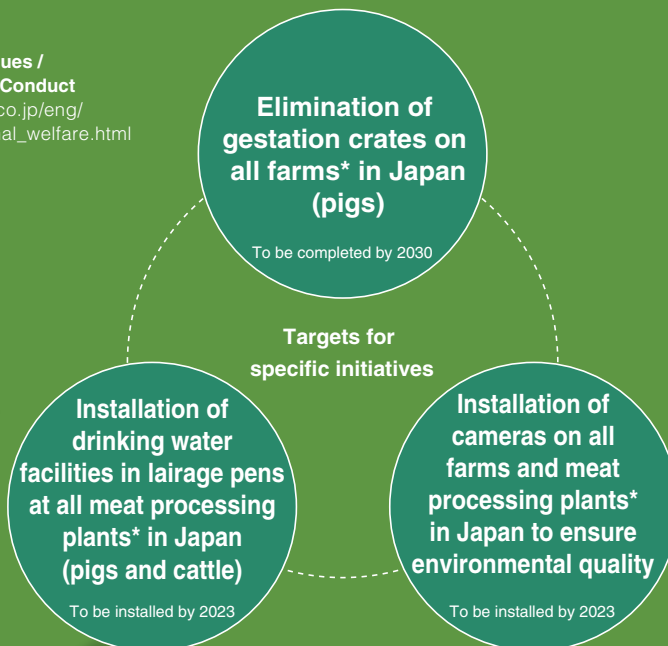 ues /
Conduct
co.jp/eng/
al_welfare.html
Elimination of
gestation crates on
all farms* in Japan
(pigs)
To be completed by 2030
Targets for
specific initiatives
Installation of
drinking water
facilities in lairage pens
at all meat processing
plants* in Japan
(pigs and cattle)
To be installed by 2023
Installation of
cameras on all
farms and meat
processing plants*
in Japan to ensure
environmental quality
To be installed by 2023